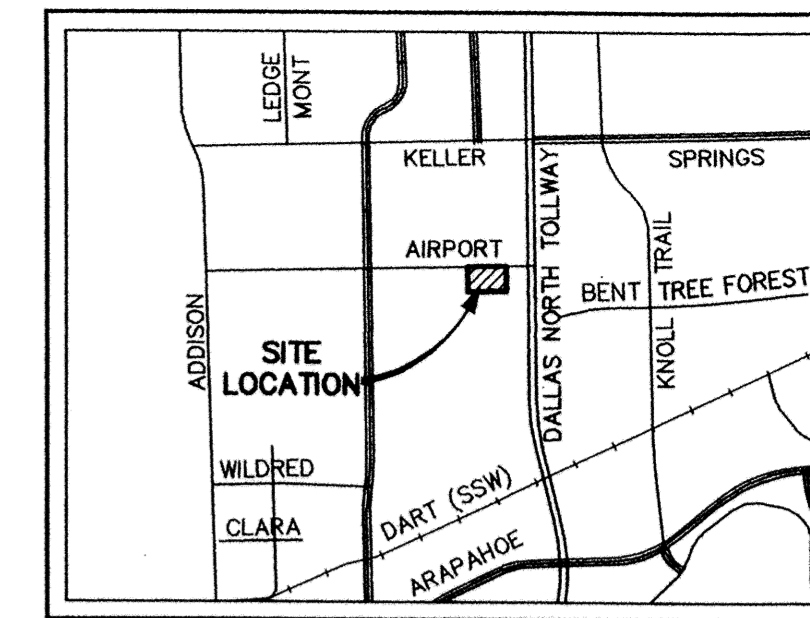 LEDGE
MONT
KELLER
SPRINGS
DALLAS NORTH TOLLWAY
AIRPORT
KNOLL TRAIL
BENT TREE FOREST
ADDISON
SITE
LOCATION
WILDRED
CLARA
DART (SSW)
ARAPAHOE